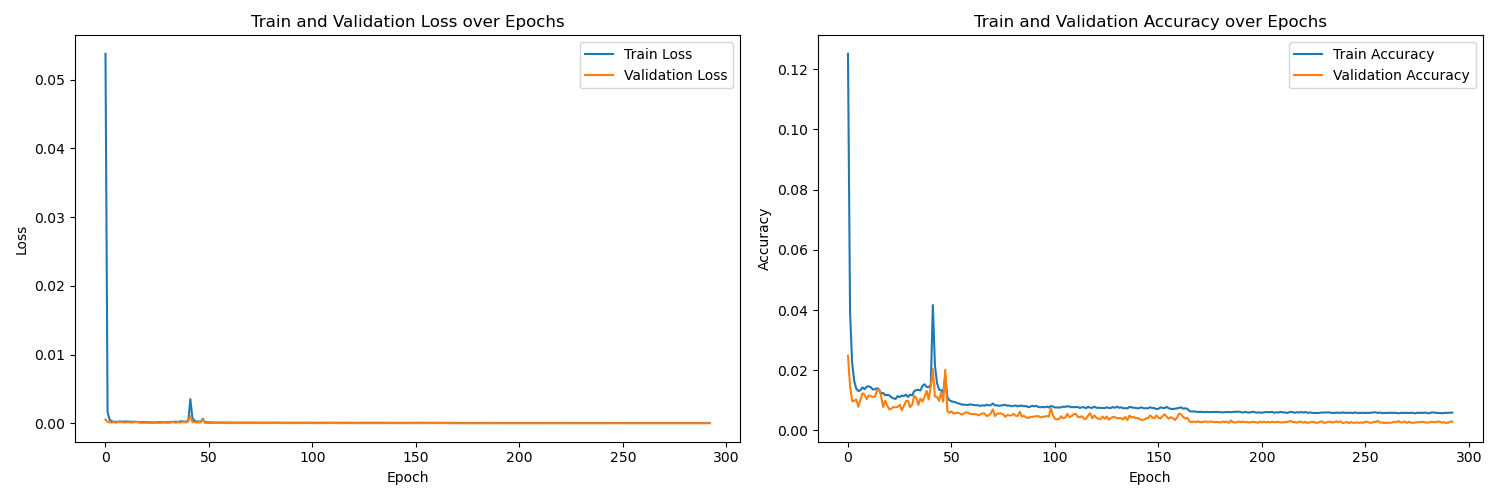 Train and Validation Loss over Epochs
Train Loss
Validation Loss
0.05
0.04
0.03
0.02
0.01
0.00
Loss
0 50 100 150 200 250 300
Epoch
Train and Validation Accuracy over Epochs
Train Accuracy
Validation Accuracy
0.12
0.10
0.08
0.06
0.04
0.02
0.00
Accuracy
0 50 100 150 200 250 300
Epoch